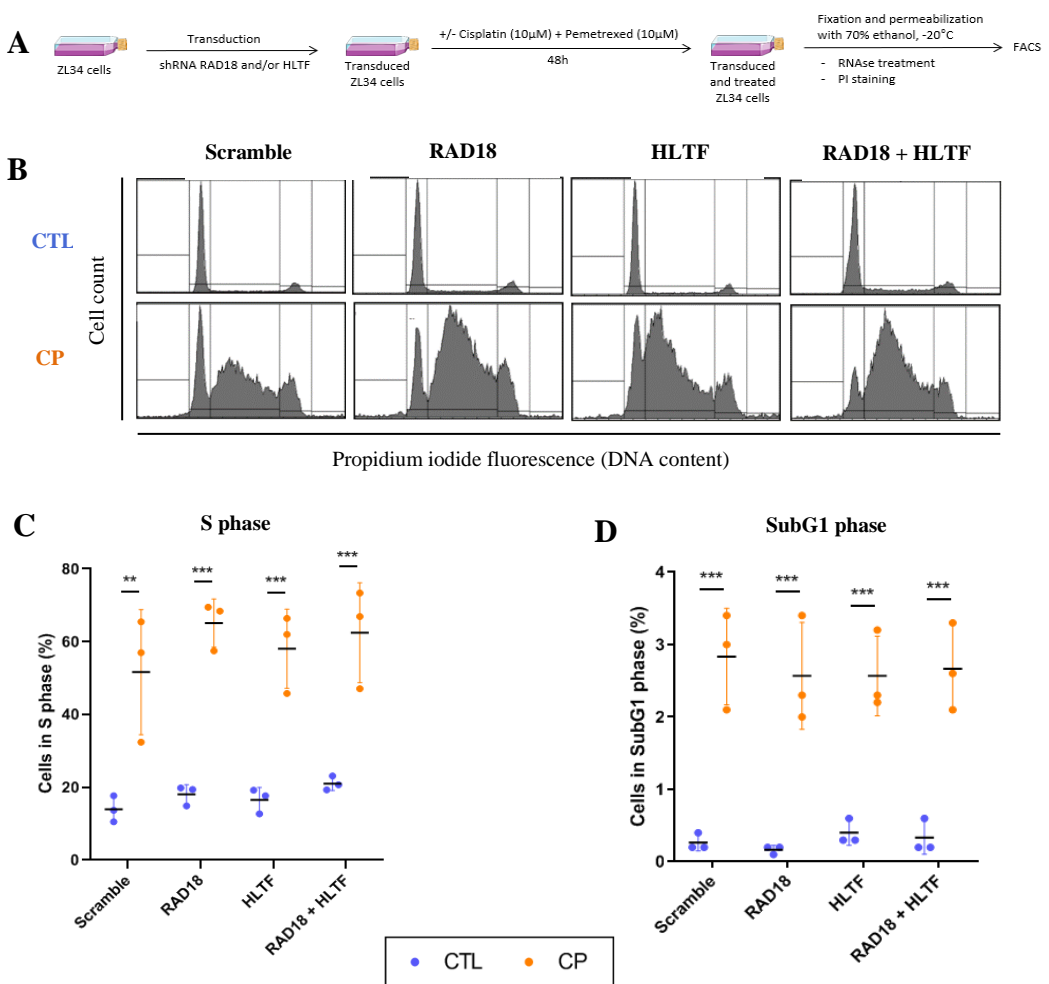 A
ZL34 cells
Transduction
shRNA RAD18 and/or HLTF
Transduced
ZL34 cells
+/- Cisplatin (10µM) + Pemetrexed (10µM)
48h
Transduced
and treated
ZL34 cells
Fixation and permeabilization
with 70% ethanol, -20°C
- RNAse treatment
- PI staining
FACS
B
Scramble
RAD18
HLTF
RAD18 + HLTF
CTL
CP
Cell count
Propidium iodide fluorescence (DNA content)
C
S phase
Cells in S phase (%)
80
60
40
20
0
**
***
***
***
Scramble
RAD18
HLTF
RAD18 + HLTF
D
SubG1 phase
Cells in SubG1 phase (%)
4
3
2
1
0
***
***
***
***
Scramble
RAD18
HLTF
RAD18 + HLTF
CTL CP